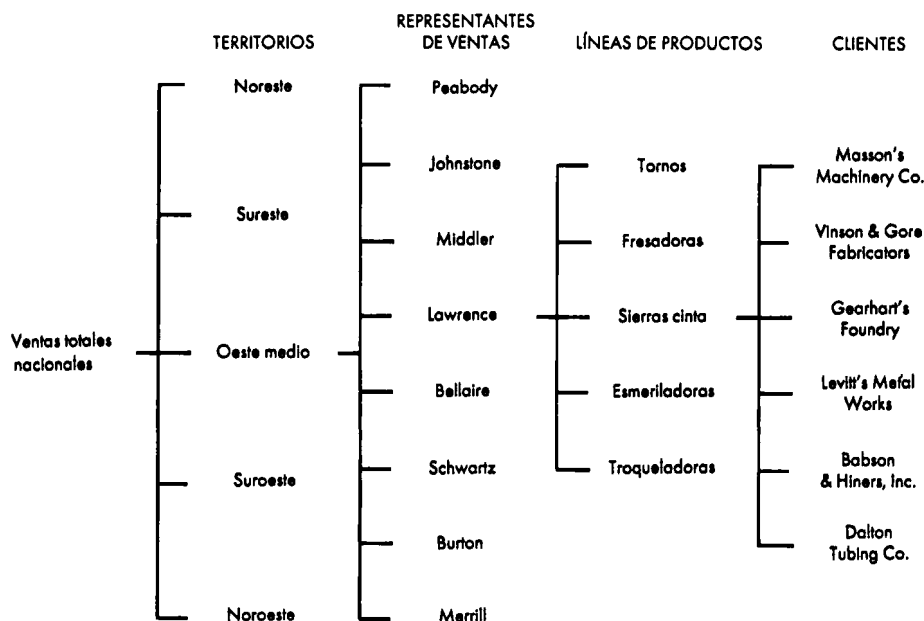 TERRITORIOS
REPRESENTANTES
DE VENTAS
LÍNEAS DE PRODUCTOS
CLIENTES
Ventas totales
nacionales
Noreste
Sureste
Oeste medio
Suroeste
Noroeste
Peabody
Johnstone
Middler
Lawrence
Bellaire
Schwartz
Burton
Merrill
Tornos
Fresadoras
Sierras cinta
Esmeriladoras
Troqueladoras
Masson's
Machinery Co.
Vinson & Gore
Fabricators
Gearhart's
Foundry
Levitt's Metal
Works
Babson
& Hiners, Inc.
Dalton
Tubing Co.